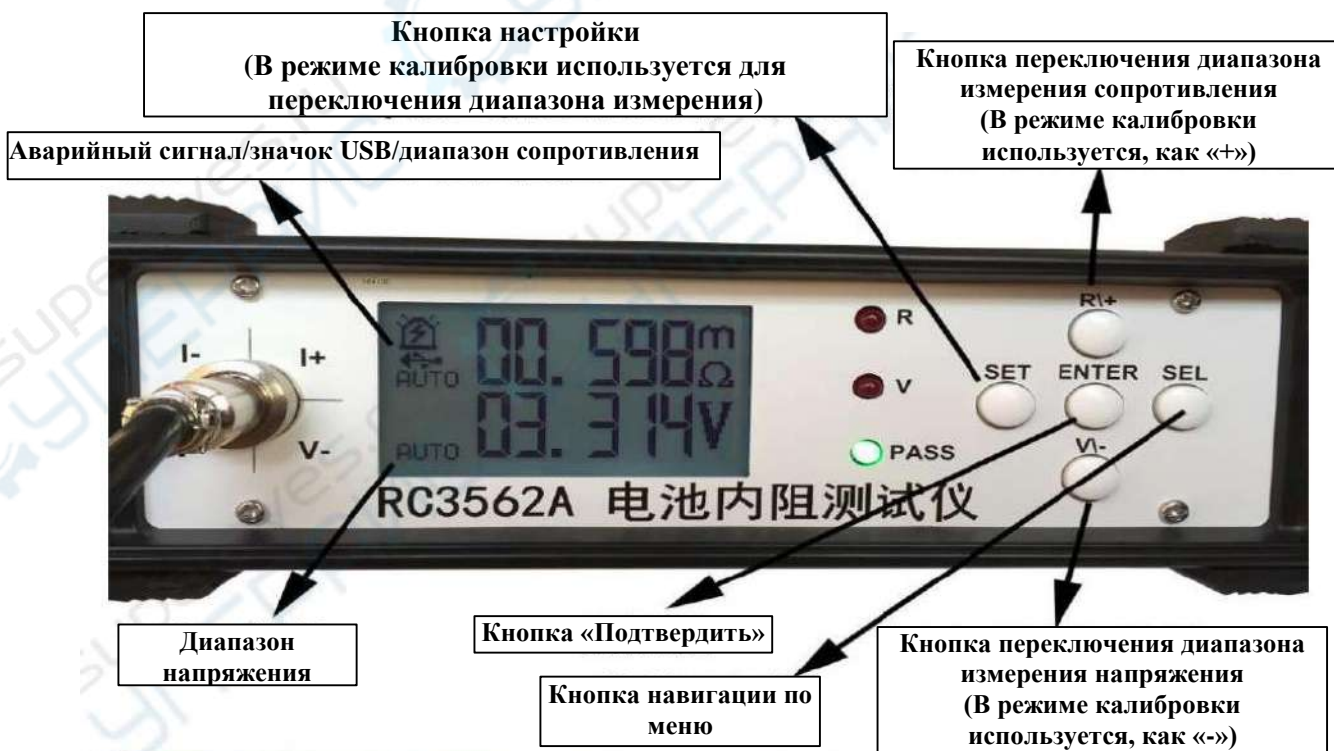 Кнопка настройки
(В режиме калибровки используется для
переключения диапазона измерения)
Кнопка переключения диапазона
измерения сопротивления
(В режиме калибровки
используется, как «+»)
Аварийный сигнал/значок USB/диапазон сопротивления
I-
I+
V-
AUTO
00.598mΩ
AUTO
03.314V
R
V
PASS
R\+
SET
ENTER
SEL
V\-
RC3562A 电池内阻测试仪
Диапазон
напряжения
Кнопка «Подтвердить»
Кнопка навигации по
меню
Кнопка переключения диапазона
измерения напряжения
(В режиме калибровки
используется, как «-»)